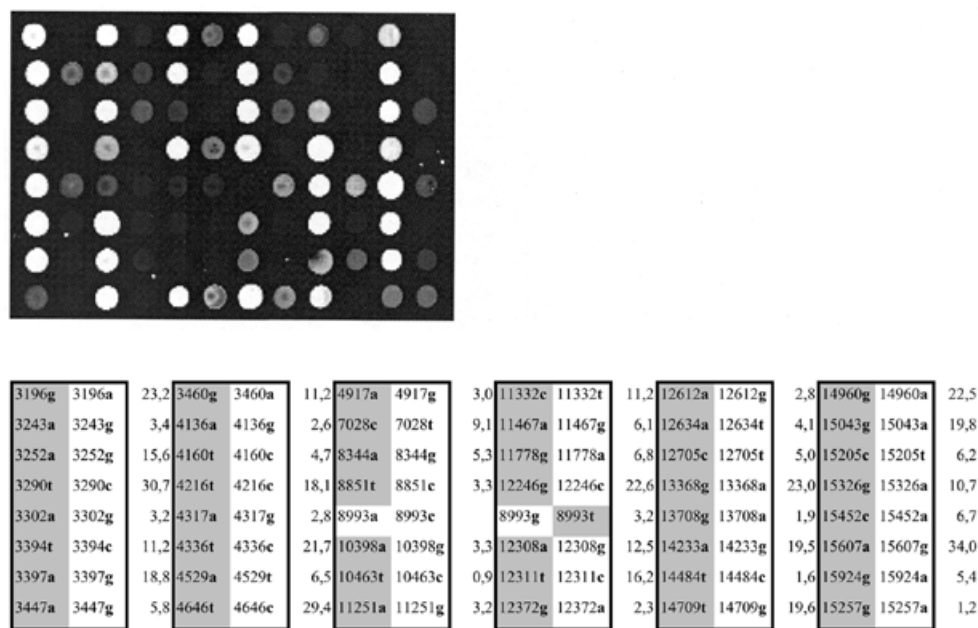 3196g 3196a 23,2 3460g 3460a 11,2 4917a 4917g 3,0 11332c 11332t 11,2 12612a 12612g 2,8 14960g 14960a 22,5
3243a 3243g 3,4 4136a 4136g 2,6 7028c 7028t 9,1 11467a 11467g 6,1 12634a 12634t 4,1 15043g 15043a 19,8
3252a 3252g 15,6 4160t 4160c 4,7 8344a 8344g 5,3 11778g 11778a 6,8 12705c 12705t 5,0 15205c 15205t 6,2
3290t 3290c 30,7 4216t 4216c 18,1 8851t 8851c 3,3 12246g 12246c 22,6 13368g 13368a 23,0 15326g 15326a 10,7
3302a 3302g 3,2 4317a 4317g 2,8 8993a 8993c 8993g 8993t 3,2 13708g 13708a 1,9 15452c 15452a 6,7
3394t 3394c 11,2 4336t 4336c 21,7 10398a 10398g 3,3 12308a 12308g 12,5 14233a 14233g 19,5 15607a 15607g 34,0
3397a 3397g 18,8 4529a 4529t 6,5 10463t 10463c 0,9 12311t 12311c 16,2 14484t 14484c 1,6 15924g 15924a 5,4
3447a 3447g 5,8 4646t 4646c 29,4 11251a 11251g 3,2 12372g 12372a 2,3 14709t 14709g 19,6 15257g 15257a 1,2